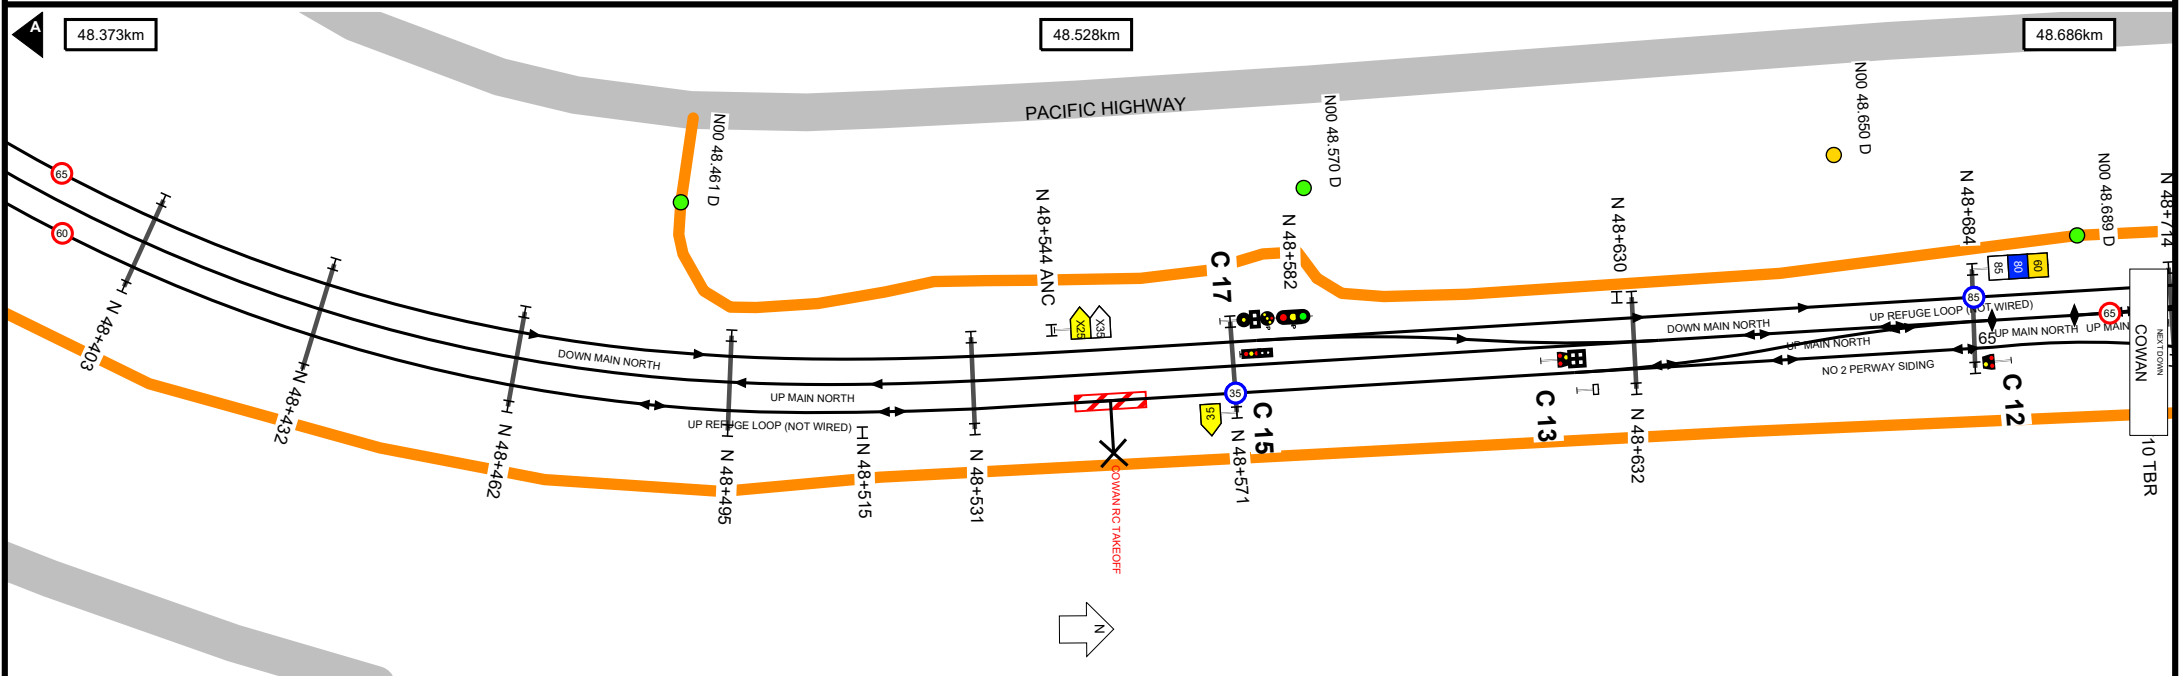 A
48.373km
48.528km
48.686km
PACIFIC HIGHWAY
N00 48.461 D
N00 48.570 D
N00 48.650 D
N00 48.689 D
N 48+544 ANC
N 48+582
N 48+630
N 48+684
N 48+714
65
60
C 17
X25
X35
85
80
60
85
UP REFUGE LOOP (NOT WIRED)
65
DOWN MAIN NORTH
DOWN MAIN NORTH
UP MAIN NORTH
UP MAIN
UP MAIN NORTH
65
NO 2 PERWAY SIDING
UP MAIN NORTH
UP REFUGE LOOP (NOT WIRED)
35
35
C 15
C 13
C 12
COWAN
NEXT DOWN
10 TBR
N 48+403
N 48+432
N 48+462
N 48+495
N 48+515
N 48+531
N 48+571
N 48+632
COWAN RC TAKEOFF
N